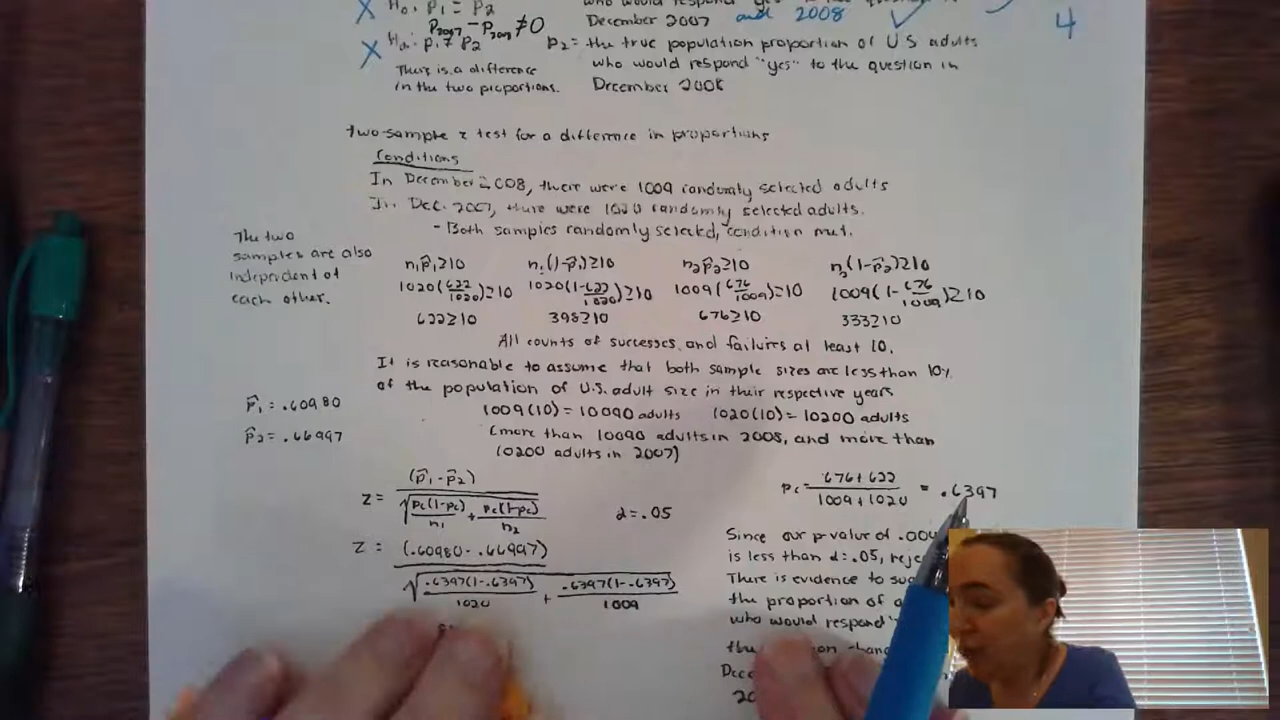 X H₀: p₁ = p₂
p₂₀₀₇ - p₂₀₀₈ ≠ 0
X Hₐ: p₁ ≠ p₂
There is a difference
in the two proportions.
December 2007 and 2008 ✓
4
p₂ = the true population proportion of US adults
who would respond "yes" to the question in
December 2008
Two-sample z test for a difference in proportions
Conditions
In December 2008, there were 1009 randomly selected adults
In Dec. 2007, there were 1020 randomly selected adults.
- Both samples randomly selected, condition met.
The two
samples are also
independent of
each other.
n₁p̂₁≥10 n₁(1-p̂₁)≥10 n₂p̂₂≥10 n₂(1-p̂₂)≥10
1020(622/1020)≥10 1020(1-622/1020)≥10 1009(676/1009)≥10 1009(1-676/1009)≥10
622≥10 398≥10 676≥10 333≥10
All counts of successes and failures at least 10.
It is reasonable to assume that both sample sizes are less than 10%
of the population of U.S. adult size in their respective years
1009(10) = 10090 adults 1020(10) = 10200 adults
(more than 10090 adults in 2008, and more than
10200 adults in 2007)
p̂₁ = .60980
p̂₂ = .66997
z = (p̂₁-p̂₂) / √(pc(1-pc)/n₁ + pc(1-pc)/n₂)
α = .05
z = (.60980 - .66997) / √(.6397(1-.6397)/1020 + .6397(1-.6397)/1009)
pc = 676+622 / 1009+1020 = .6397
Since our p value of .004
is less than α = .05, rej
There is evidence to su
the proportion of a
who would respond "
the
Dec
20